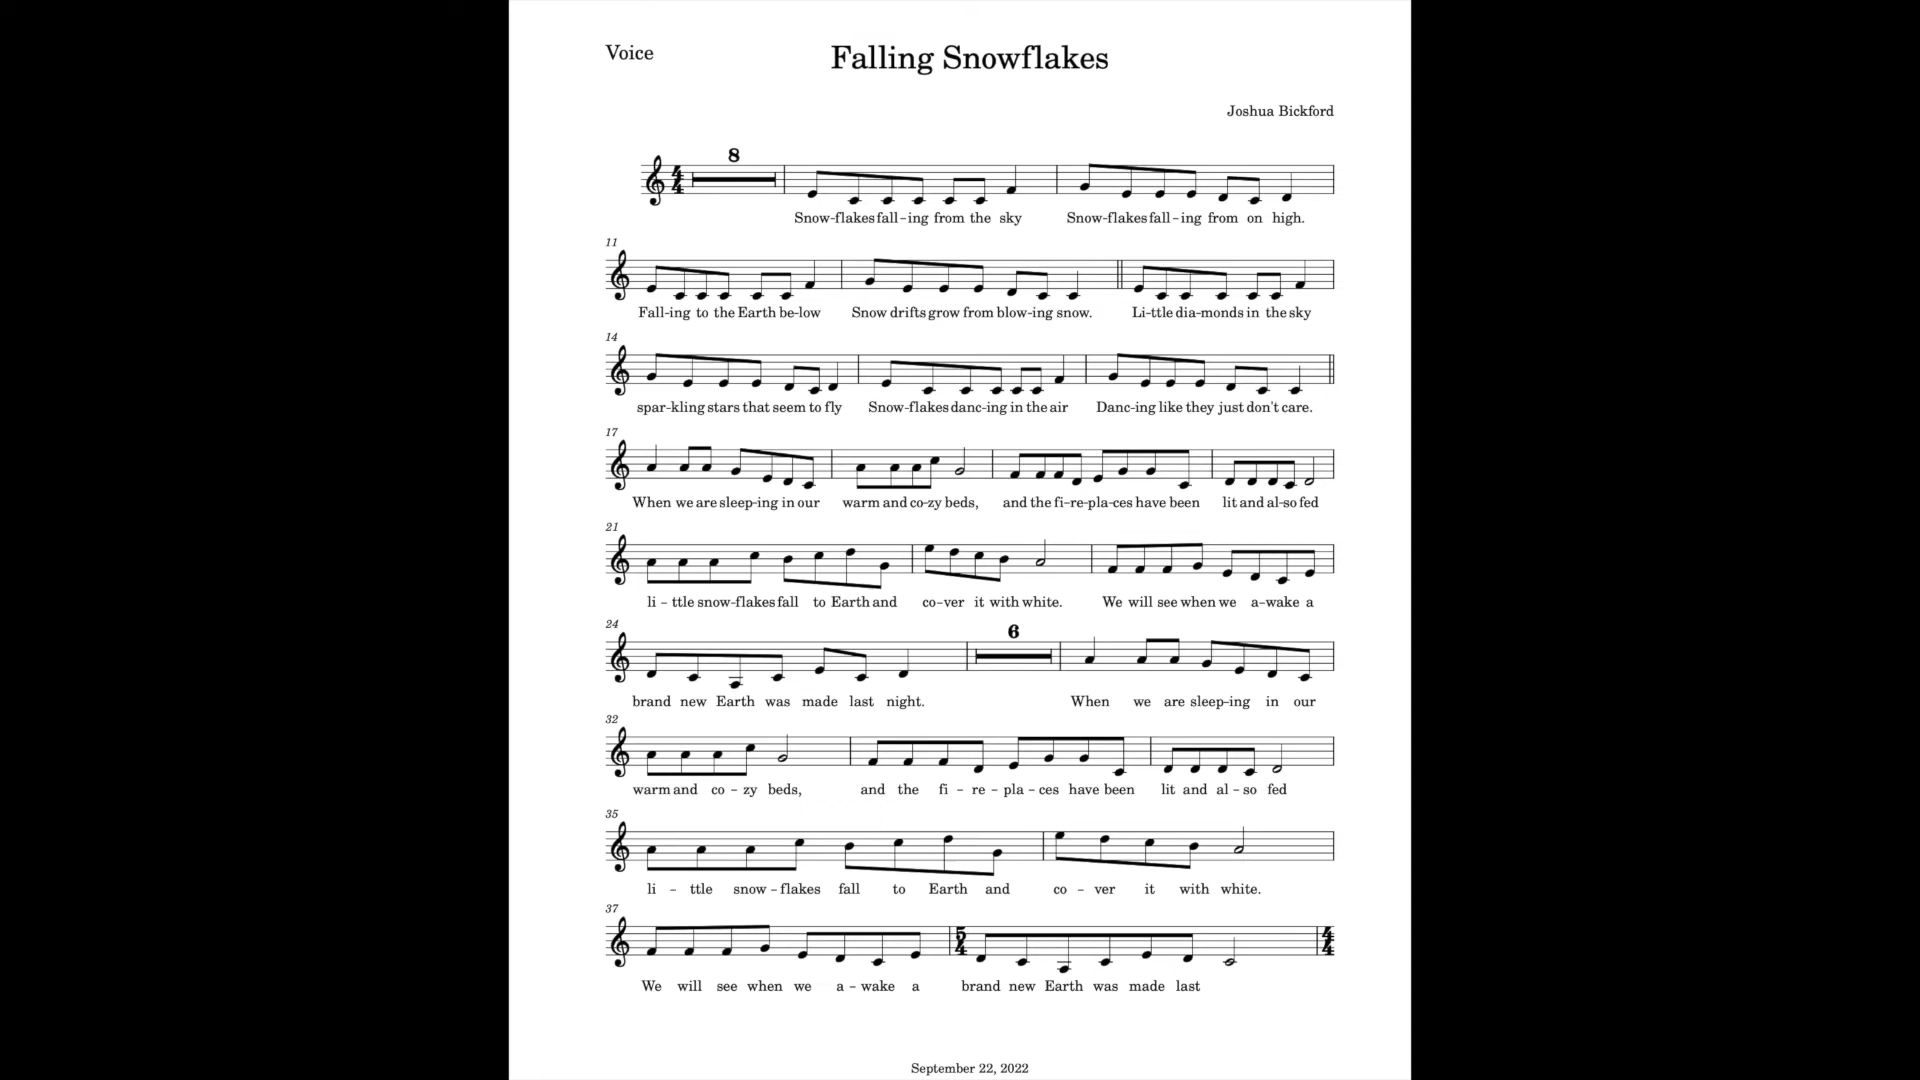 Voice
Falling Snowflakes
Joshua Bickford
8
Snow-flakes fall-ing from the sky Snow-flakes fall-ing from on high.
11
Fall-ing to the Earth be-low Snow drifts grow from blow-ing snow. Li-ttle dia-monds in the sky
14
spar-kling stars that seem to fly Snow-flakes danc-ing in the air Danc-ing like they just don't care.
17
When we are sleep-ing in our warm and co-zy beds, and the fi-re-pla-ces have been lit and al-so fed
21
li - ttle snow-flakes fall to Earth and co-ver it with white. We will see when we a-wake a
24
6
brand new Earth was made last night. When we are sleep-ing in our
32
warm and co - zy beds, and the fi - re - pla - ces have been lit and al - so fed
35
li - ttle snow - flakes fall to Earth and co - ver it with white.
37
We will see when we a - wake a brand new Earth was made last
September 22, 2022